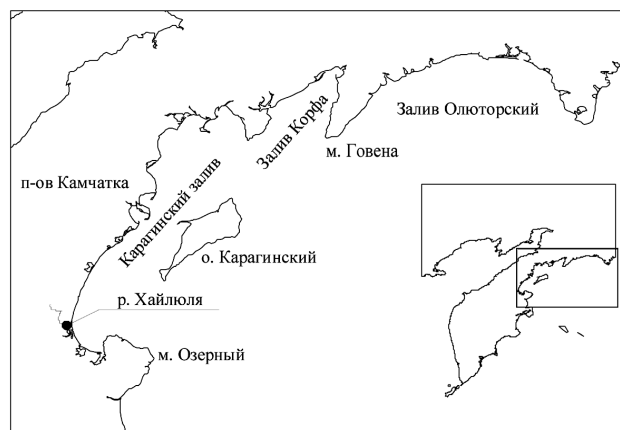 Залив Олюторский
Залив Корфа
м. Говена
п-ов Камчатка
Карагинский залив
о. Карагинский
р. Хайлюля
м. Озерный